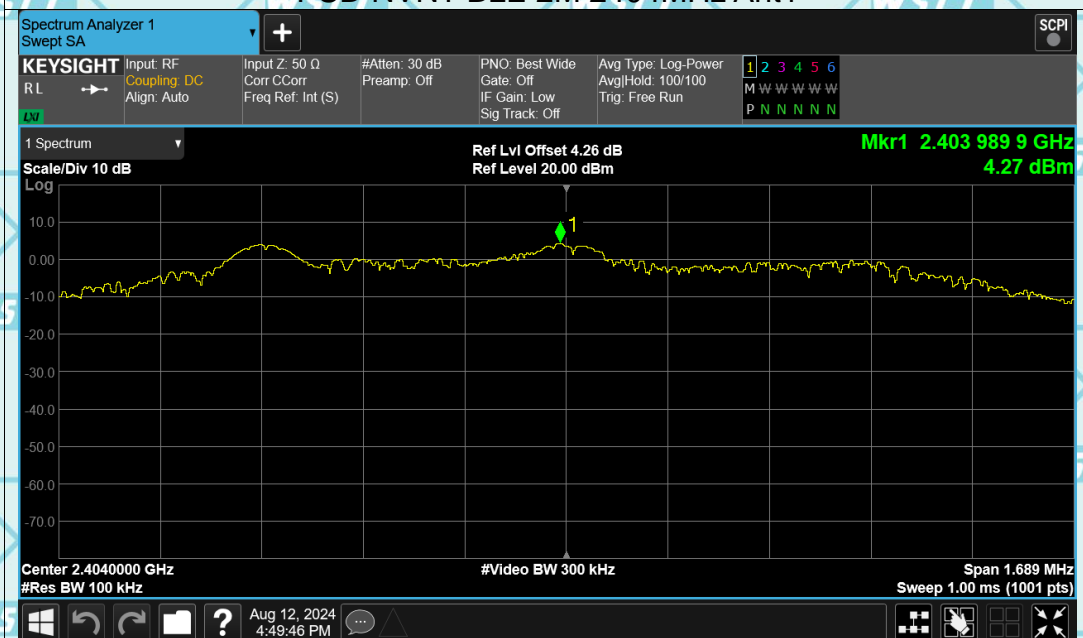 PSD NVNT BLE 2M 2404MHz Ant1
Spectrum Analyzer 1
Swept SA
+
SCPI
KEYSIGHT
RL
LXI
Input: RF
Coupling: DC
Align: Auto
Input Z: 50 Ω
Corr CCorr
Freq Ref: Int (S)
#Atten: 30 dB
Preamp: Off
PNO: Best Wide
Gate: Off
IF Gain: Low
Sig Track: Off
Avg Type: Log-Power
Avg|Hold: 100/100
Trig: Free Run
1 2 3 4 5 6
M W W W W W
P N N N N N
1 Spectrum
Scale/Div 10 dB
Ref Lvl Offset 4.26 dB
Ref Level 20.00 dBm
Mkr1 2.403 989 9 GHz
4.27 dBm
Log
10.0
1
0.00
-10.0
-20.0
-30.0
-40.0
-50.0
-60.0
-70.0
Center 2.4040000 GHz
#Res BW 100 kHz
#Video BW 300 kHz
Span 1.689 MHz
Sweep 1.00 ms (1001 pts)
?
Aug 12, 2024
4:49:46 PM